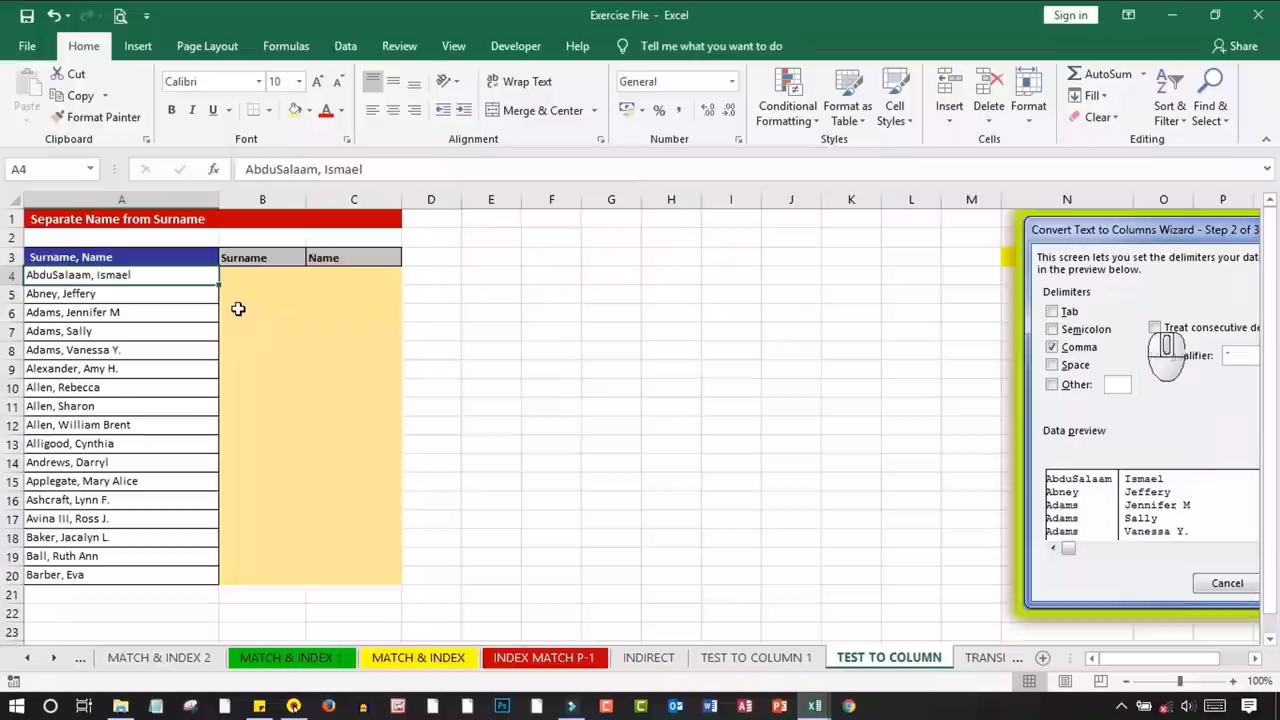 Exercise File - Excel
Sign in
File Home Insert Page Layout Formulas Data Review View Developer Help Tell me what you want to do Share
Paste
Cut
Copy
Format Painter
Clipboard
Calibri 10
B I U
Font
Wrap Text
Merge & Center
Alignment
General
Number
Conditional Formatting
Format as Table
Cell Styles
Styles
Insert Delete Format
Cells
AutoSum
Fill
Clear
Sort & Filter
Find & Select
Editing
A4 fx AbduSalaam, Ismael
A B C D E F G H I J K L M N O P
1 Separate Name from Surname
2
3 Surname, Name Surname Name
4 AbduSalaam, Ismael
5 Abney, Jeffery
6 Adams, Jennifer M
7 Adams, Sally
8 Adams, Vanessa Y.
9 Alexander, Amy H.
10 Allen, Rebecca
11 Allen, Sharon
12 Allen, William Brent
13 Alligood, Cynthia
14 Andrews, Darryl
15 Applegate, Mary Alice
16 Ashcraft, Lynn F.
17 Avina III, Ross J.
18 Baker, Jacalyn L.
19 Ball, Ruth Ann
20 Barber, Eva
21
22
23
Convert Text to Columns Wizard - Step 2 of 3
This screen lets you set the delimiters your data
in the preview below.
Delimiters
Tab
Semicolon
Comma
Space
Other:
Treat consecutive de
alifier:
Data preview
AbduSalaam Ismael
Abney Jeffery
Adams Jennifer M
Adams Sally
Adams Vanessa Y.
Cancel
... MATCH & INDEX 2 MATCH & INDEX MATCH & INDEX INDEX MATCH P-1 INDIRECT TEST TO COLUMN 1 TEST TO COLUMN TRANSI ...
100%